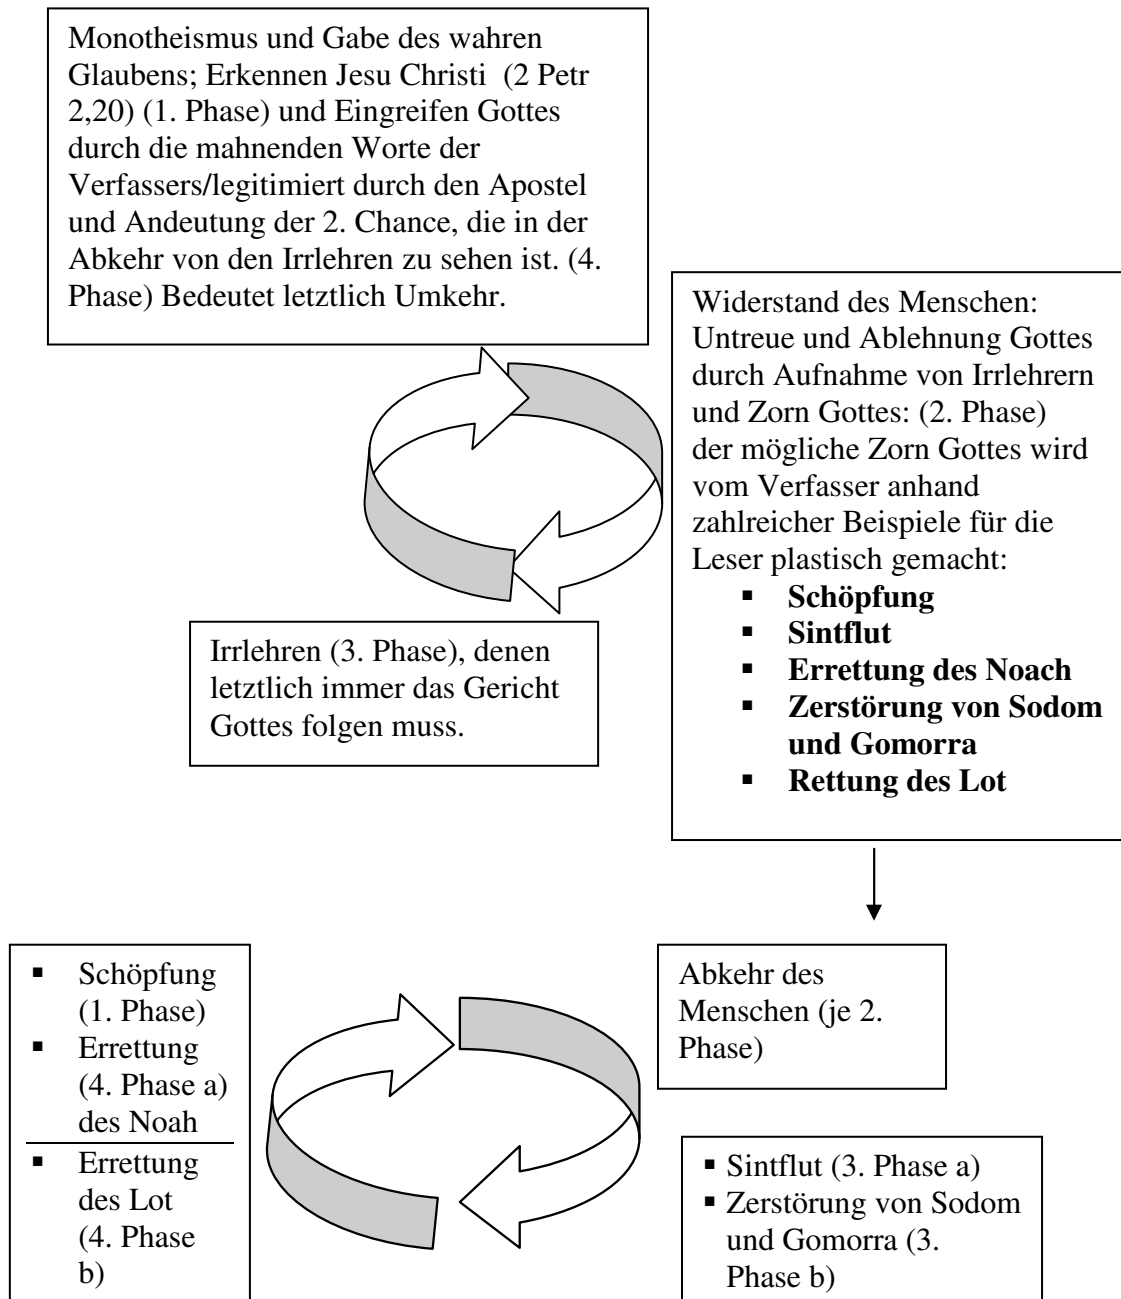 Monotheismus und Gabe des wahren
Glaubens; Erkennen Jesu Christi  (2 Petr
2,20) (1. Phase) und Eingreifen Gottes
durch die mahnenden Worte der
Verfassers/legitimiert durch den Apostel
und Andeutung der 2. Chance, die in der
Abkehr von den Irrlehren zu sehen ist. (4.
Phase) Bedeutet letztlich Umkehr.
Widerstand des Menschen:
Untreue und Ablehnung Gottes
durch Aufnahme von Irrlehrern
und Zorn Gottes: (2. Phase)
der mögliche Zorn Gottes wird
vom Verfasser anhand
zahlreicher Beispiele für die
Leser plastisch gemacht:
▪ Schöpfung
▪ Sintflut
▪ Errettung des Noach
▪ Zerstörung von Sodom
und Gomorra
▪ Rettung des Lot
Irrlehren (3. Phase), denen
letztlich immer das Gericht
Gottes folgen muss.
▪ Schöpfung
(1. Phase)
▪ Errettung
(4. Phase a)
des Noah
▪ Errettung
des Lot
(4. Phase
b)
Abkehr des
Menschen (je 2.
Phase)
▪ Sintflut (3. Phase a)
▪ Zerstörung von Sodom
und Gomorra (3.
Phase b)